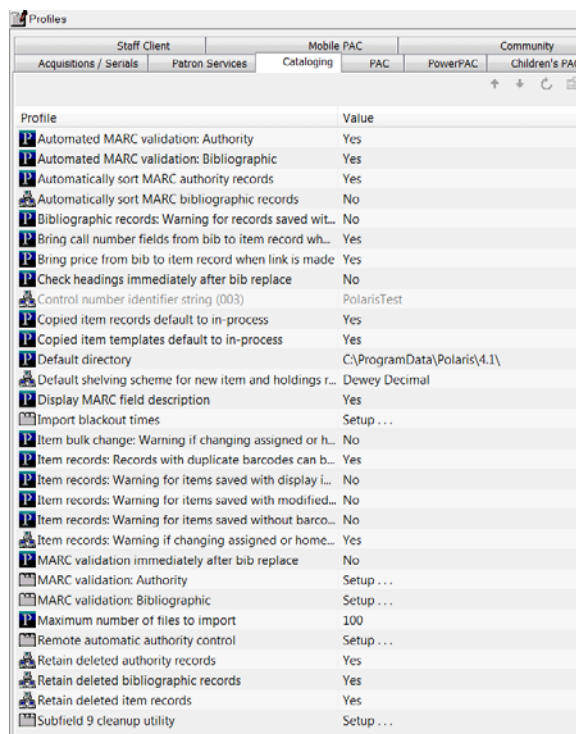 Profiles
Staff Client Mobile PAC Community
Acquisitions / Serials Patron Services Cataloging PAC PowerPAC Children's PAC
Profile Value
Automated MARC validation: Authority Yes
Automated MARC validation: Bibliographic Yes
Automatically sort MARC authority records Yes
Automatically sort MARC bibliographic records No
Bibliographic records: Warning for records saved wit... No
Bring call number fields from bib to item record wh... Yes
Bring price from bib to item record when link is made Yes
Check headings immediately after bib replace No
Control number identifier string (003) PolarisTest
Copied item records default to in-process Yes
Copied item templates default to in-process Yes
Default directory C:\ProgramData\Polaris\4.1\
Default shelving scheme for new item and holdings r... Dewey Decimal
Display MARC field description Yes
Import blackout times Setup . . .
Item bulk change: Warning if changing assigned or h... No
Item records: Records with duplicate barcodes can b... Yes
Item records: Warning for items saved with display i... No
Item records: Warning for items saved with modified... No
Item records: Warning for items saved without barco... No
Item records: Warning if changing assigned or home... Yes
MARC validation immediately after bib replace No
MARC validation: Authority Setup . . .
MARC validation: Bibliographic Setup . . .
Maximum number of files to import 100
Remote automatic authority control Setup . . .
Retain deleted authority records Yes
Retain deleted bibliographic records Yes
Retain deleted item records Yes
Subfield 9 cleanup utility Setup . . .